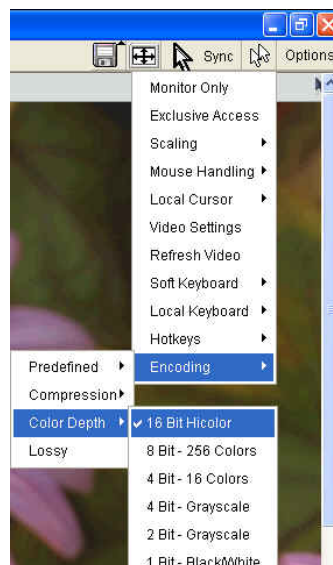 Sync Options
Monitor Only
Exclusive Access
Scaling
Mouse Handling
Local Cursor
Video Settings
Refresh Video
Soft Keyboard
Local Keyboard
Hotkeys
Encoding
Predefined
Compression
Color Depth
Lossy
16 Bit Hicolor
8 Bit - 256 Colors
4 Bit - 16 Colors
4 Bit - Grayscale
2 Bit - Grayscale
1 Bit - Black/White